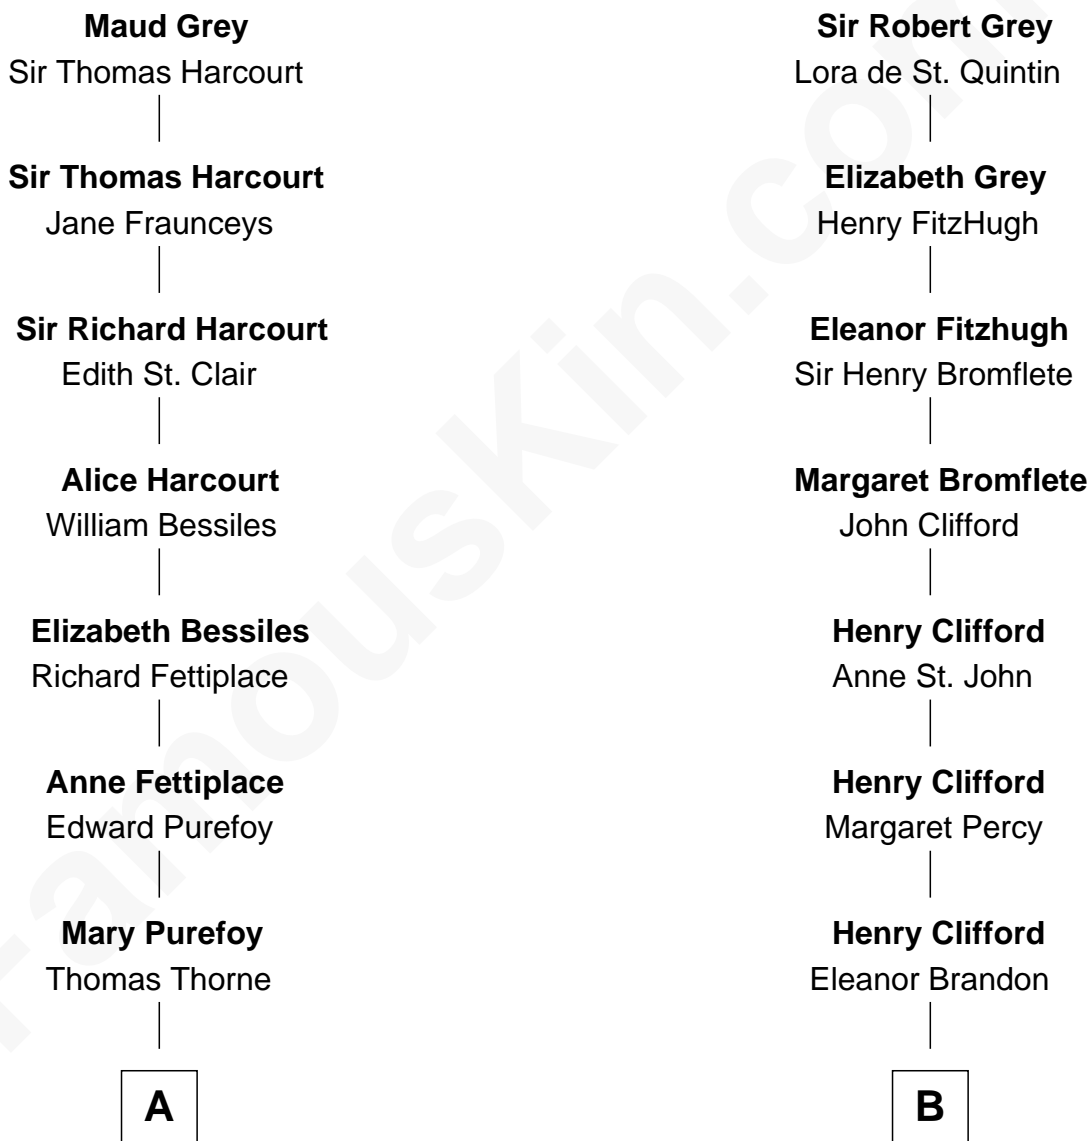 Maud Grey
Sir Thomas Harcourt
Sir Thomas Harcourt
Jane Fraunceys
Sir Richard Harcourt
Edith St. Clair
Alice Harcourt
William Bessiles
Elizabeth Bessiles
Richard Fettiplace
Anne Fettiplace
Edward Purefoy
Mary Purefoy
Thomas Thorne
A
Sir Robert Grey
Lora de St. Quintin
Elizabeth Grey
Henry FitzHugh
Eleanor Fitzhugh
Sir Henry Bromflete
Margaret Bromflete
John Clifford
Henry Clifford
Anne St. John
Henry Clifford
Margaret Percy
Henry Clifford
Eleanor Brandon
B
FamousKin.com